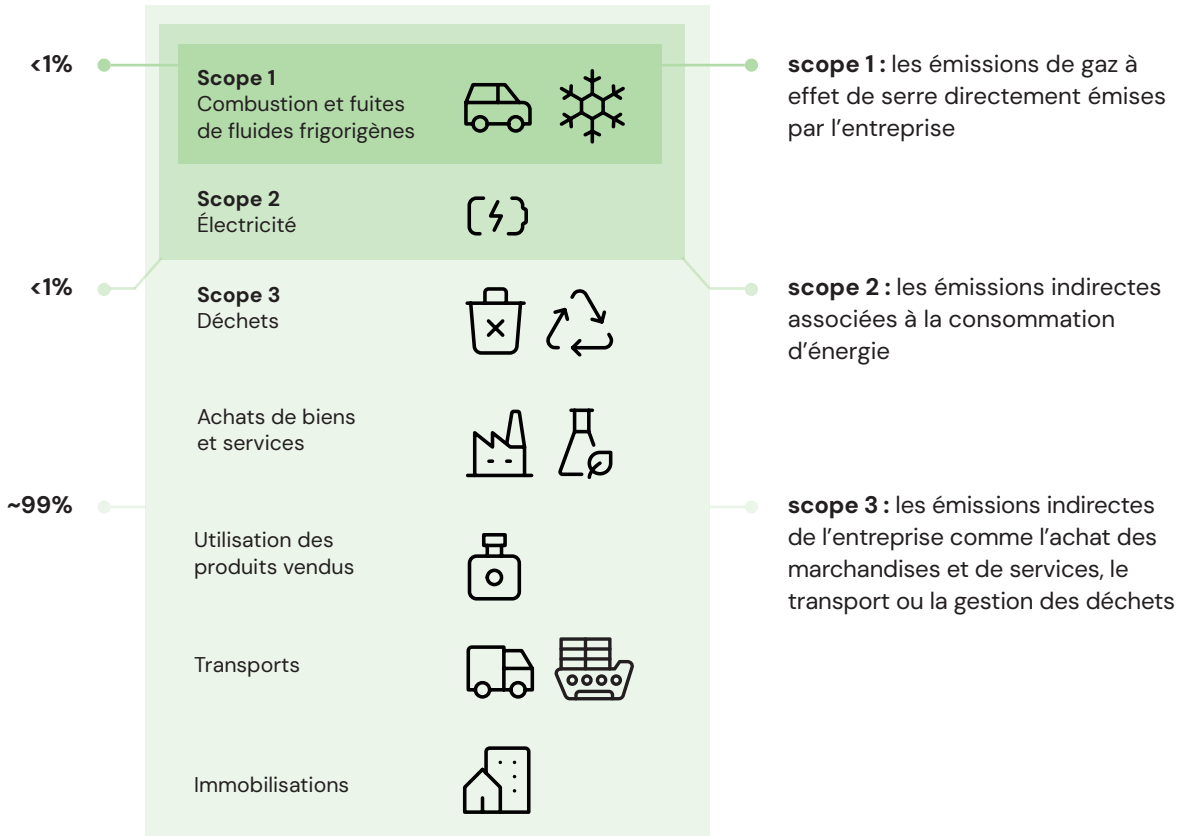 <1%
Scope 1
Combustion et fuites
de fluides frigorigènes
scope 1 : les émissions de gaz à
effet de serre directement émises
par l’entreprise
Scope 2
Électricité
<1%
scope 2 : les émissions indirectes
associées à la consommation
d’énergie
Scope 3
Déchets
Achats de biens
et services
~99%
scope 3 : les émissions indirectes
de l’entreprise comme l’achat des
marchandises et de services, le
transport ou la gestion des déchets
Utilisation des
produits vendus
Transports
Immobilisations